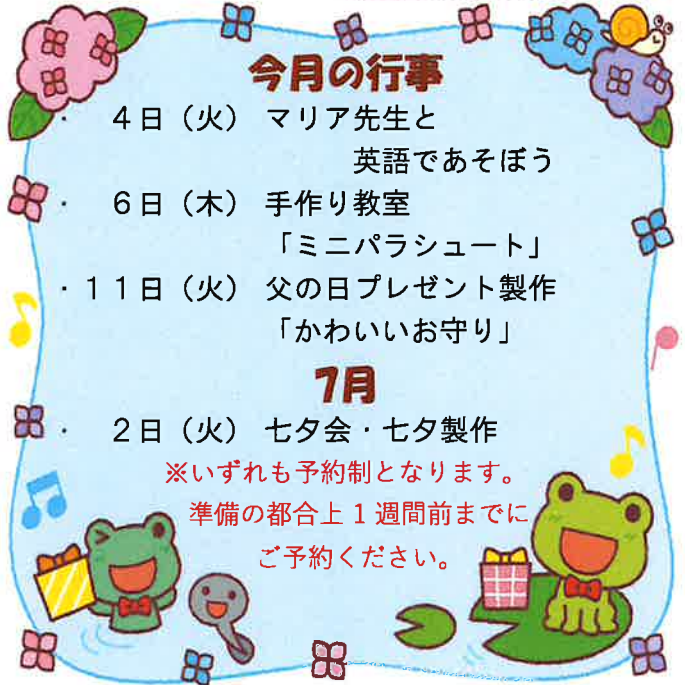 今月の行事
・　4日（火） マリア先生と
英語であそぼう
・　6日（木） 手作り教室
「ミニパラシュート」
・11日（火） 父の日プレゼント製作
「かわいいお守り」
7月
・　2日（火） 七夕会・七夕製作
※いずれも予約制となります。
準備の都合上1週間前までに
ご予約ください。